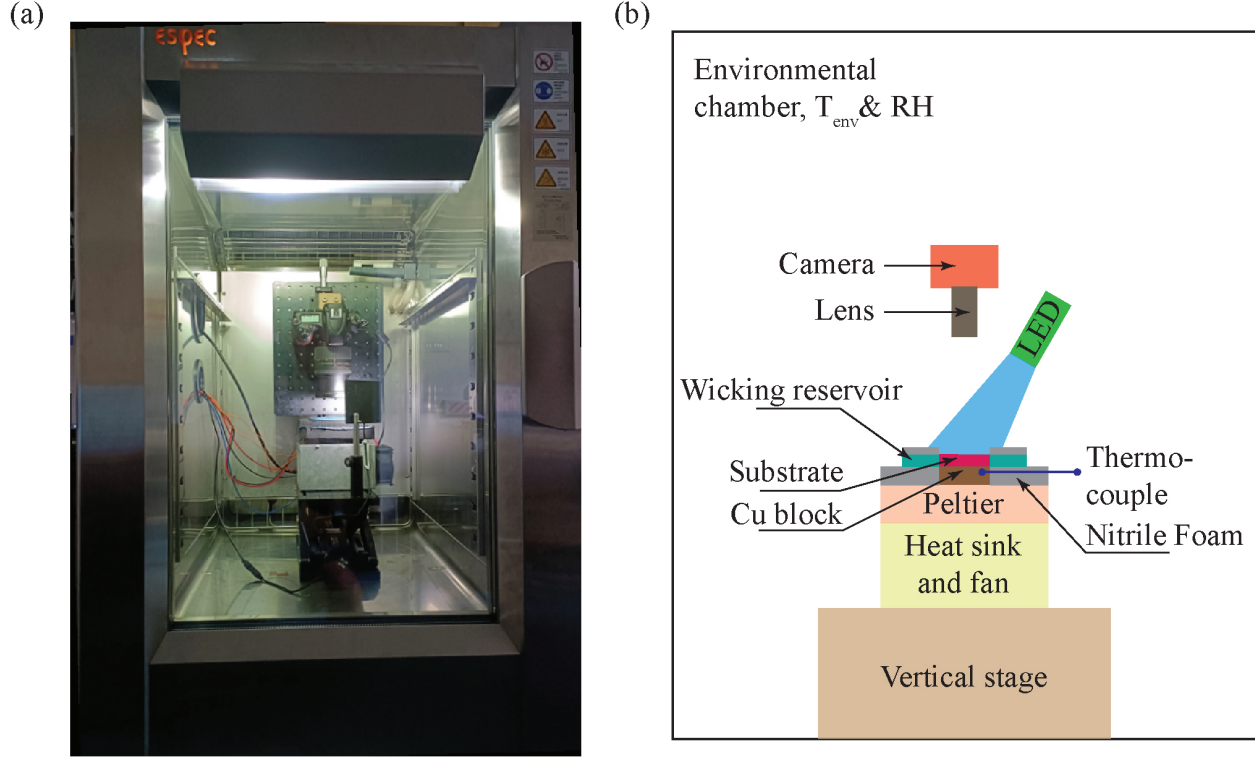 (a)
espec
(b)
Environmental
chamber, T_env & RH
Camera
Lens
LED
Wicking reservoir
Substrate
Cu block
Thermo-
couple
Peltier
Nitrile Foam
Heat sink
and fan
Vertical stage